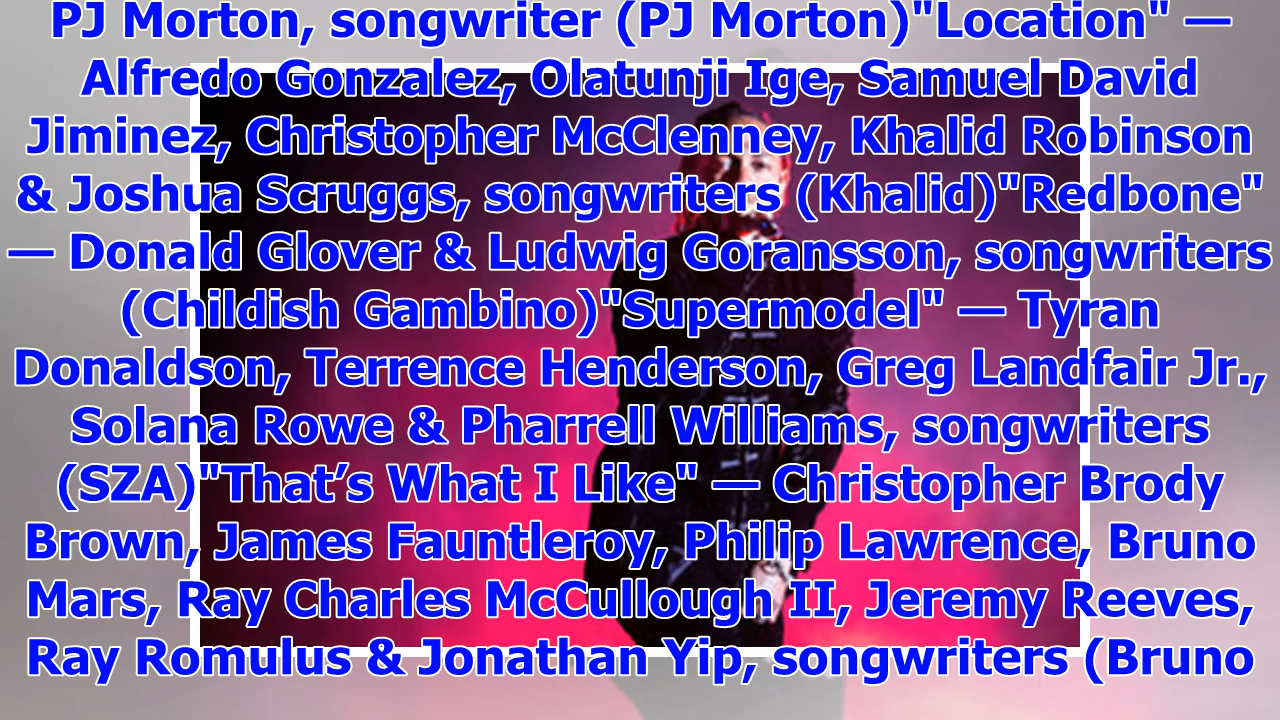 PJ Morton, songwriter (PJ Morton)"Location" —
Alfredo Gonzalez, Olatunji Ige, Samuel David
Jiminez, Christopher McClenney, Khalid Robinson
& Joshua Scruggs, songwriters (Khalid)"Redbone"
— Donald Glover & Ludwig Goransson, songwriters
(Childish Gambino)"Supermodel" — Tyran
Donaldson, Terrence Henderson, Greg Landfair Jr.,
Solana Rowe & Pharrell Williams, songwriters
(SZA)"That’s What I Like" — Christopher Brody
Brown, James Fauntleroy, Philip Lawrence, Bruno
Mars, Ray Charles McCullough II, Jeremy Reeves,
Ray Romulus & Jonathan Yip, songwriters (Bruno